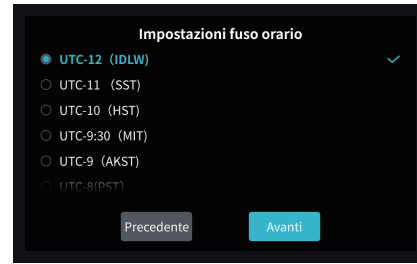 Impostazioni fuso orario
UTC-12（IDLW)
UTC-11 （SST)
UTC-10（HST)
UTC-9:30（MIT)
UTC-9（AKST)
UTC-8(PST)
Precedente Avanti